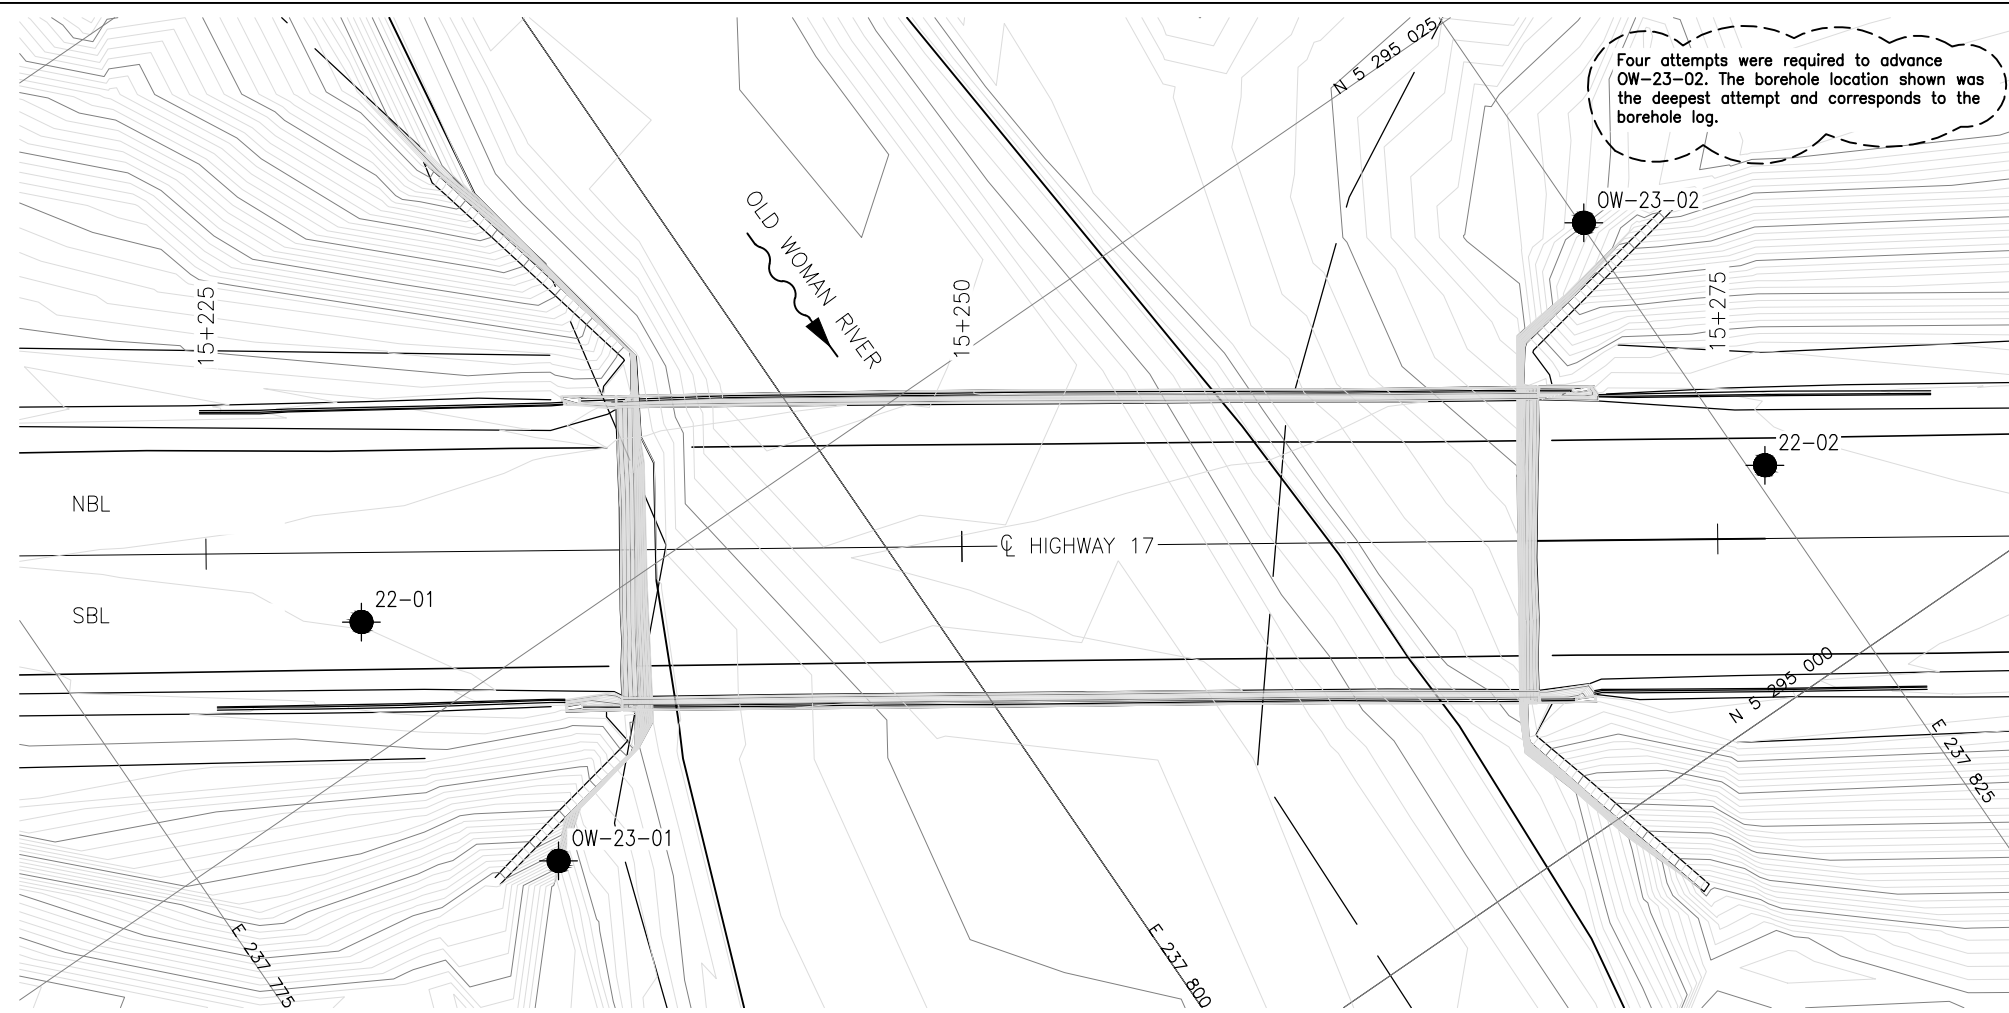 N 5 295 025
Four attempts were required to advance
OW-23-02. The borehole location shown was
the deepest attempt and corresponds to the
borehole log.
OW-23-02
OLD WOMAN RIVER
15+225
15+250
15+275
22-02
NBL
℄ HIGHWAY 17
22-01
SBL
N 5 295 000
E 237 825
OW-23-01
E 237 775
E 237 800